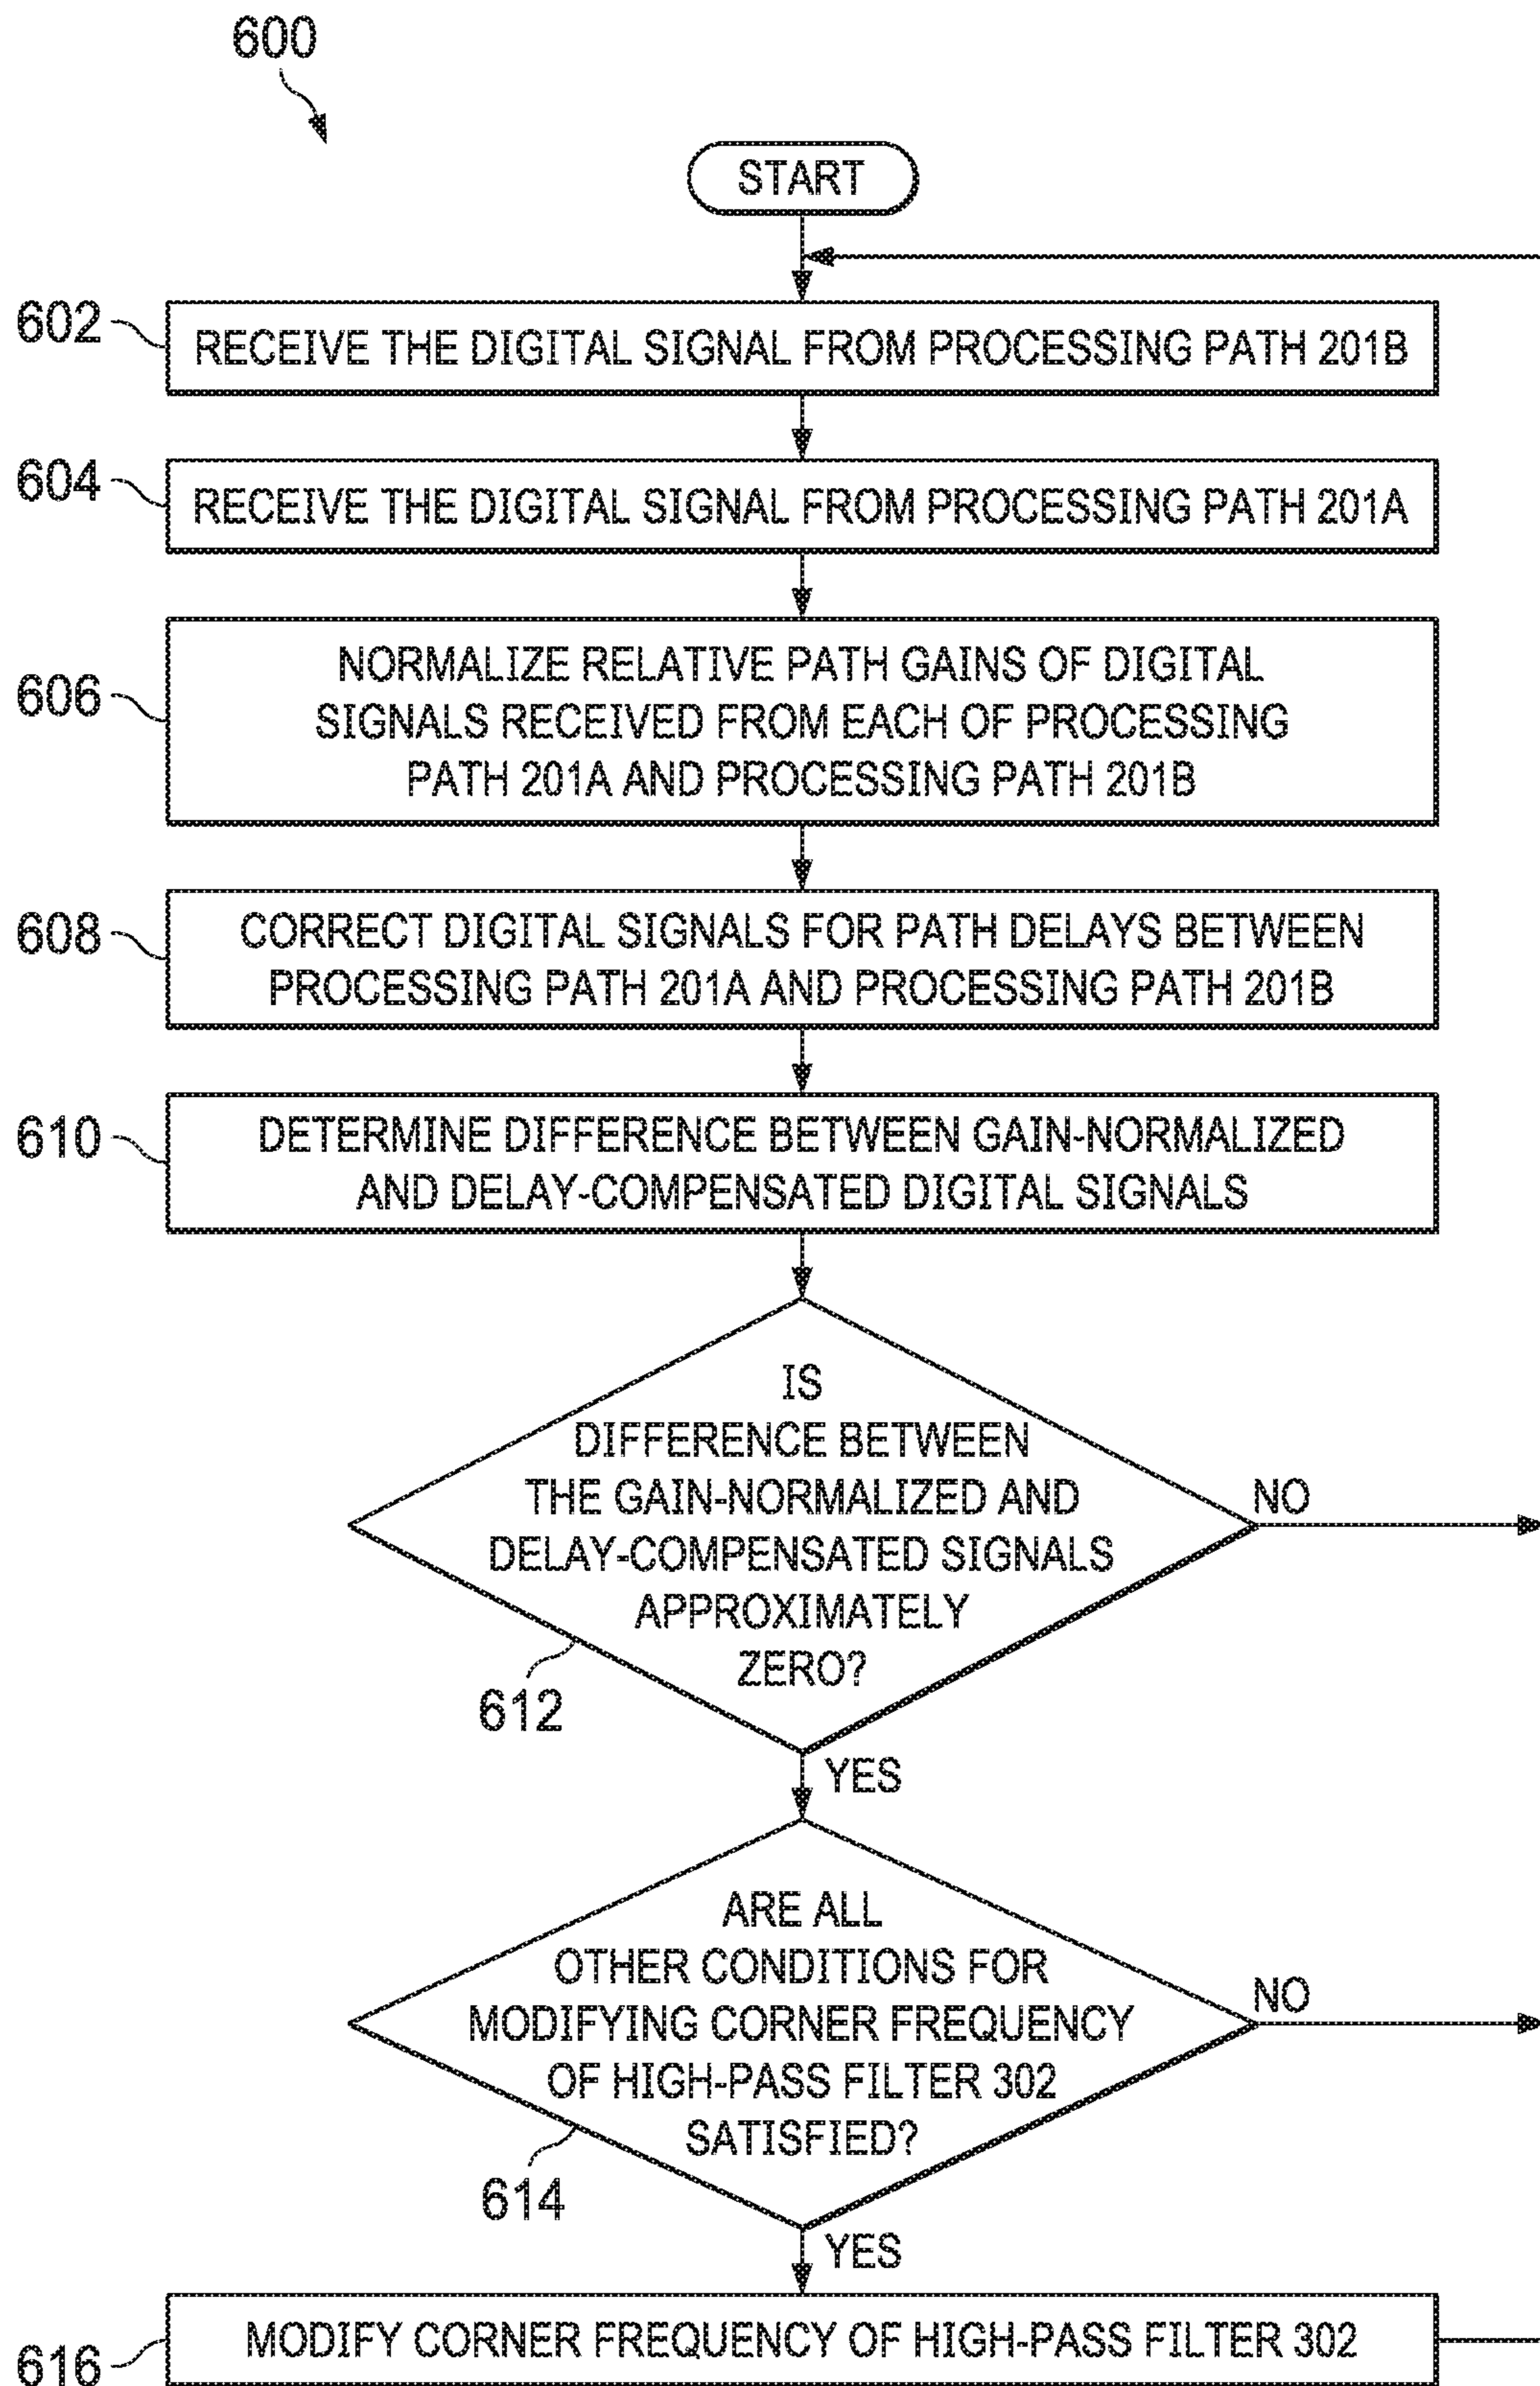 600
START
602
RECEIVE THE DIGITAL SIGNAL FROM PROCESSING PATH 201B
604
RECEIVE THE DIGITAL SIGNAL FROM PROCESSING PATH 201A
606
NORMALIZE RELATIVE PATH GAINS OF DIGITAL
SIGNALS RECEIVED FROM EACH OF PROCESSING
PATH 201A AND PROCESSING PATH 201B
608
CORRECT DIGITAL SIGNALS FOR PATH DELAYS BETWEEN
PROCESSING PATH 201A AND PROCESSING PATH 201B
610
DETERMINE DIFFERENCE BETWEEN GAIN-NORMALIZED
AND DELAY-COMPENSATED DIGITAL SIGNALS
IS
DIFFERENCE BETWEEN
THE GAIN-NORMALIZED AND
DELAY-COMPENSATED SIGNALS
APPROXIMATELY
ZERO?
NO
612
YES
ARE ALL
OTHER CONDITIONS FOR
MODIFYING CORNER FREQUENCY
OF HIGH-PASS FILTER 302
SATISFIED?
NO
614
YES
616
MODIFY CORNER FREQUENCY OF HIGH-PASS FILTER 302